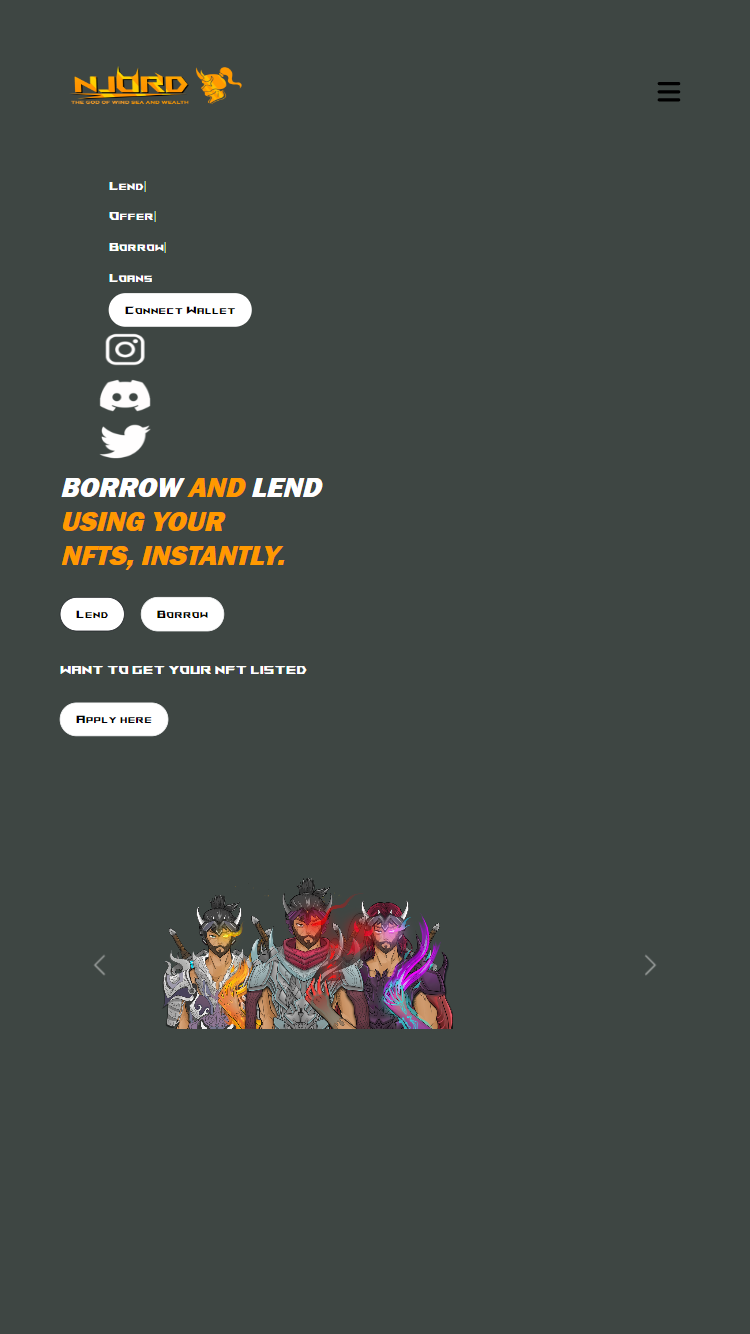 NJORD
THE GOD OF WIND SEA AND WEALTH
Lend|
Offer|
Borrow|
Loans
Connect Wallet
BORROW AND LEND
USING YOUR
NFTS, INSTANTLY.
Lend
Borrow
WANT TO GET YOUR NFT LISTED
Apply here